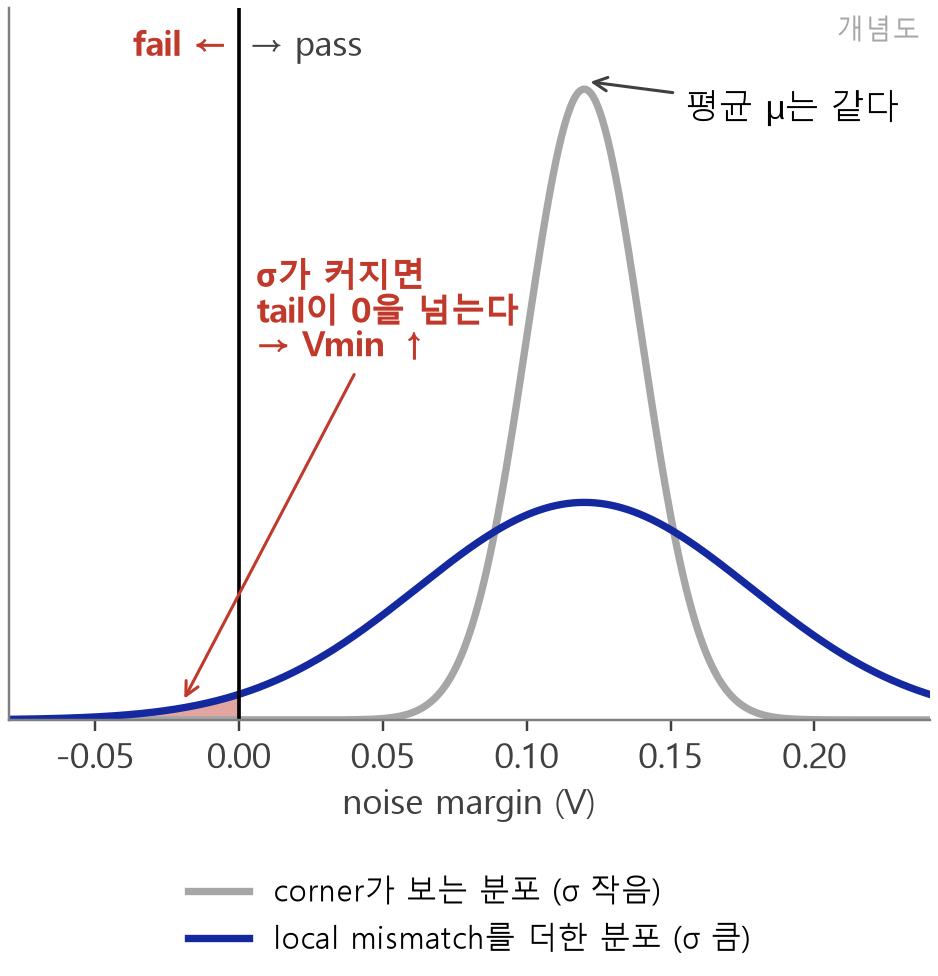 fail ← → pass
개념도
평균 μ는 같다
σ가 커지면
tail이 0을 넘는다
→ Vmin ↑
-0.05 0.00 0.05 0.10 0.15 0.20
noise margin (V)
corner가 보는 분포 (σ 작음)
local mismatch를 더한 분포 (σ 큼)